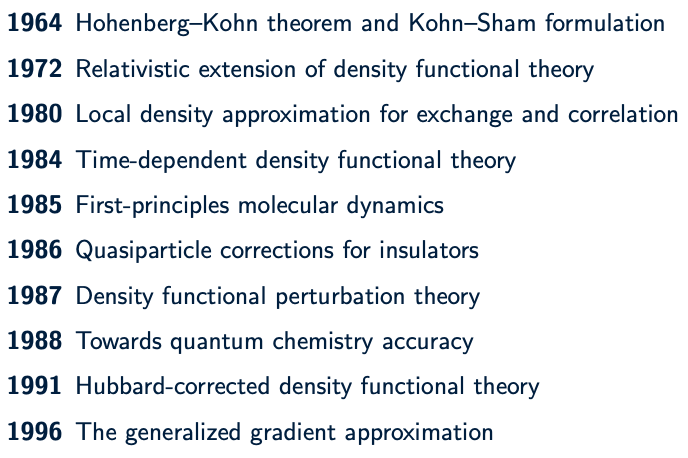 1964 Hohenberg–Kohn theorem and Kohn–Sham formulation
1972 Relativistic extension of density functional theory
1980 Local density approximation for exchange and correlation
1984 Time-dependent density functional theory
1985 First-principles molecular dynamics
1986 Quasiparticle corrections for insulators
1987 Density functional perturbation theory
1988 Towards quantum chemistry accuracy
1991 Hubbard-corrected density functional theory
1996 The generalized gradient approximation